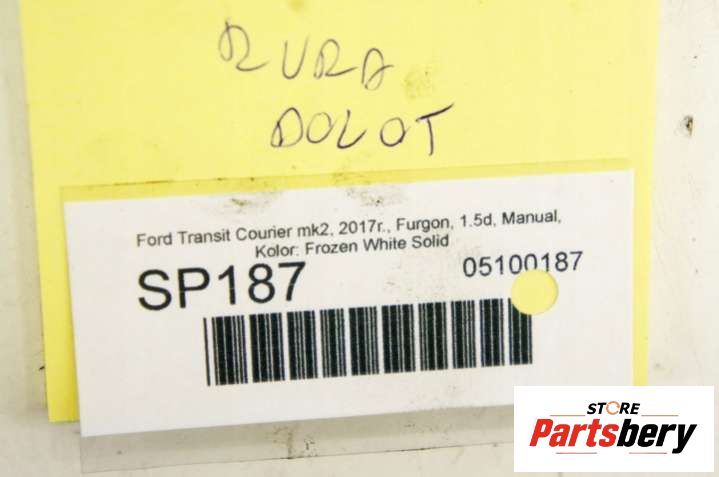 RURA
DOLOT
Ford Transit Courier mk2, 2017r., Furgon, 1.5d, Manual,
Kolor: Frozen White Solid
SP187
05100187
STORE
Partsbery